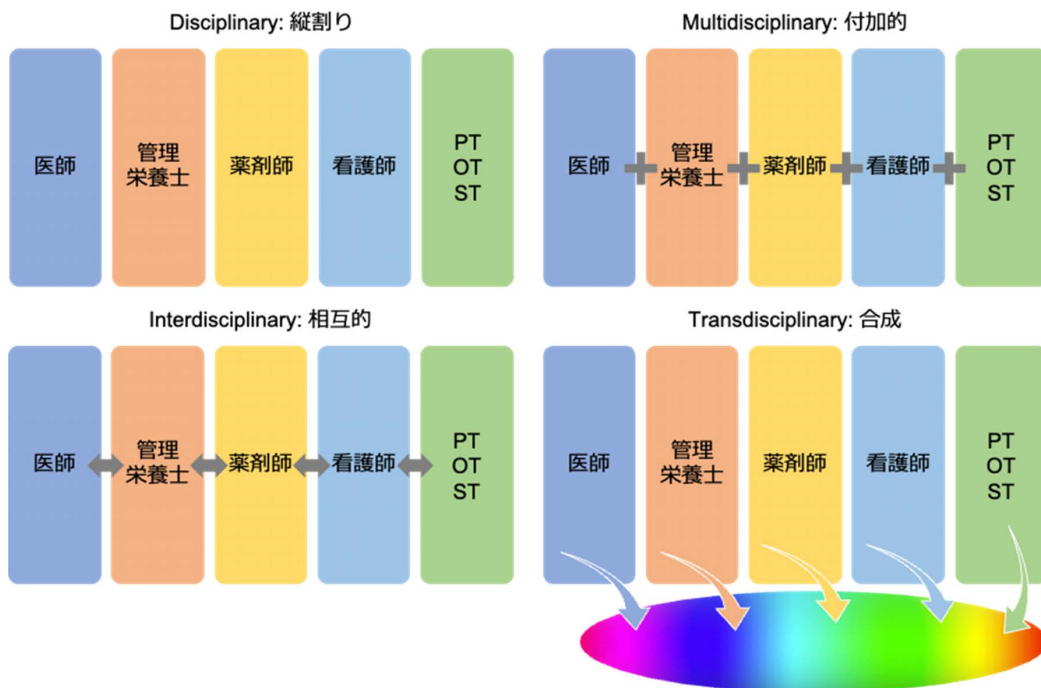 Disciplinary: 縦割り
医師
管理
栄養士
薬剤師
看護師
PT
OT
ST
Multidisciplinary: 付加的
医師
管理
栄養士
薬剤師
看護師
PT
OT
ST
Interdisciplinary: 相互的
医師
管理
栄養士
薬剤師
看護師
PT
OT
ST
Transdisciplinary: 合成
医師
管理
栄養士
薬剤師
看護師
PT
OT
ST